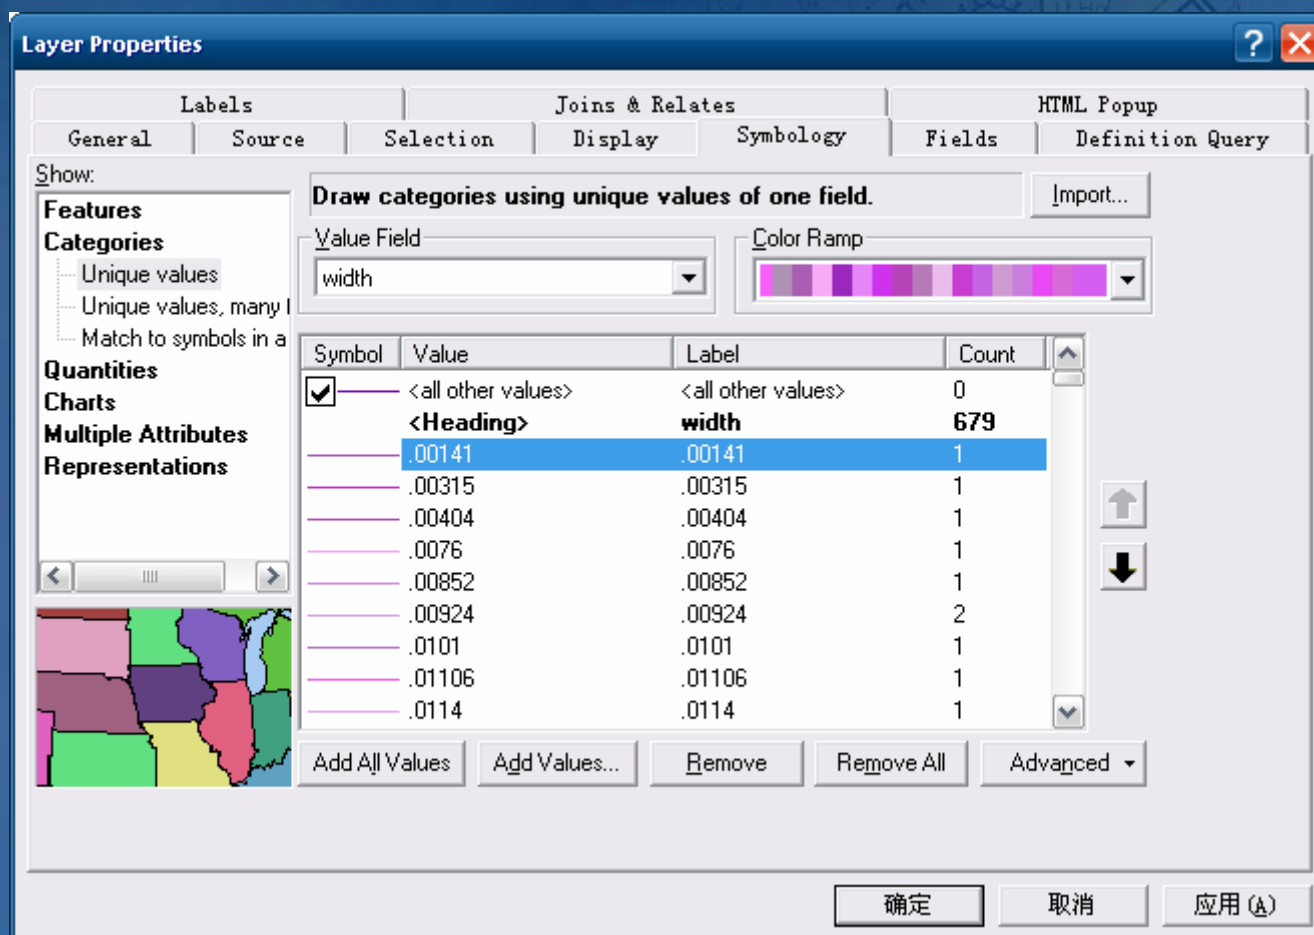 Layer Properties
Labels Joins & Relates HTML Popup
General Source Selection Display Symbology Fields Definition Query
Show:
Features
Categories
Unique values
Unique values, many
Match to symbols in a
Quantities
Charts
Multiple Attributes
Representations
Draw categories using unique values of one field.
Import...
Value Field
width
Color Ramp
Symbol Value Label Count
<all other values> <all other values> 0
<Heading> width 679
.00141 .00141 1
.00315 .00315 1
.00404 .00404 1
.0076 .0076 1
.00852 .00852 1
.00924 .00924 2
.0101 .0101 1
.01106 .01106 1
.0114 .0114 1
Add All Values Add Values... Remove Remove All Advanced
确定 取消 应用(A)